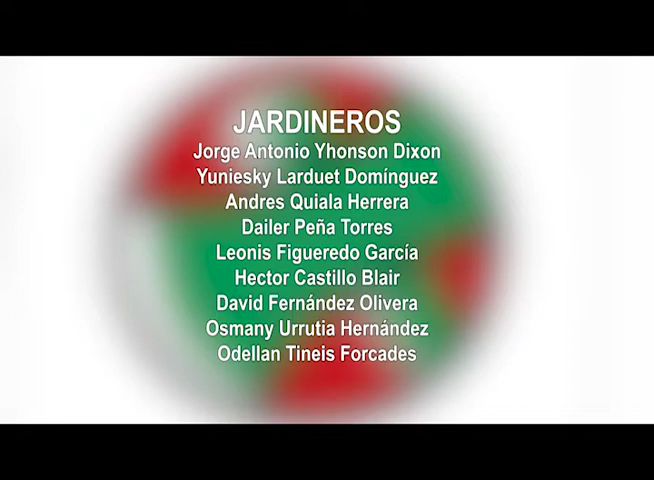 JARDINEROS
Jorge Antonio Yhonson Dixon
Yuniesky Larduet Domínguez
Andres Quiala Herrera
Dailer Peña Torres
Leonis Figueredo García
Hector Castillo Blair
David Fernández Olivera
Osmany Urrutia Hernández
Odellan Tineis Forcades